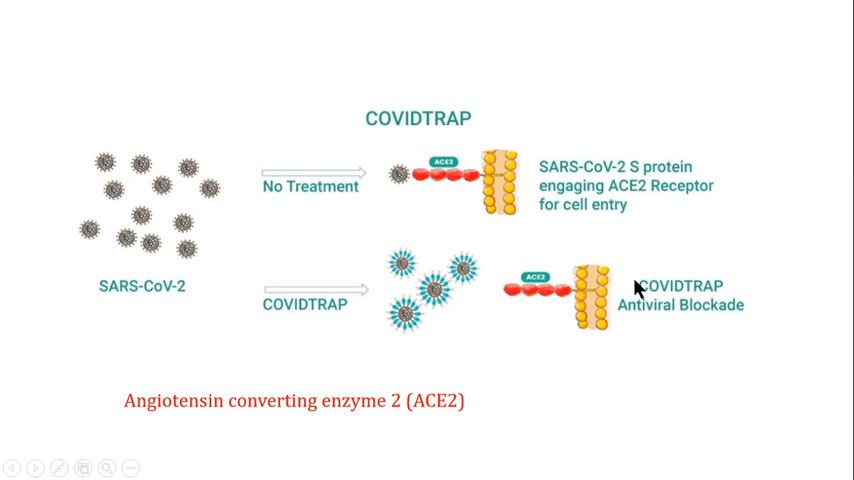 COVIDTRAP
ACE2
No Treatment
SARS-CoV-2 S protein
engaging ACE2 Receptor
for cell entry
SARS-CoV-2
COVIDTRAP
ACE2
COVIDTRAP
Antiviral Blockade
Angiotensin converting enzyme 2 (ACE2)